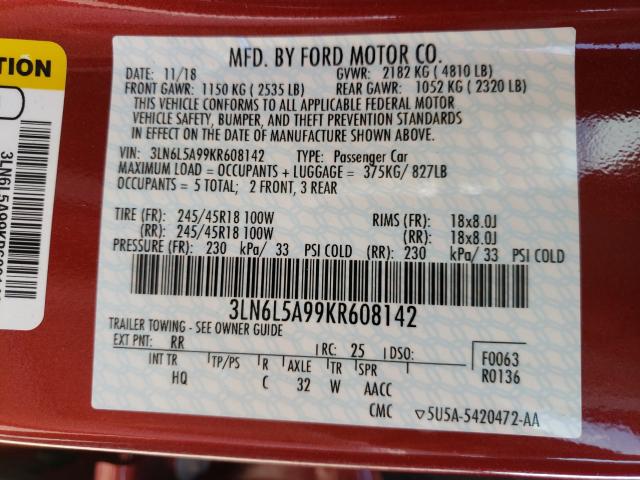 MFD. BY FORD MOTOR CO.
DATE: 11/18 GVWR: 2182 KG ( 4810 LB)
FRONT GAWR: 1150 KG ( 2535 LB) REAR GAWR: 1052 KG ( 2320 LB)
THIS VEHICLE CONFORMS TO ALL APPLICABLE FEDERAL MOTOR
VEHICLE SAFETY, BUMPER, AND THEFT PREVENTION STANDARDS
IN EFFECT ON THE DATE OF MANUFACTURE SHOWN ABOVE.
VIN: 3LN6L5A99KR608142 TYPE: Passenger Car
MAXIMUM LOAD = OCCUPANTS + LUGGAGE = 375KG/ 827LB
OCCUPANTS = 5 TOTAL; 2 FRONT, 3 REAR
TIRE (FR): 245/45R18 100W RIMS (FR): 18x8.0J
(RR): 245/45R18 100W (RR): 18x8.0J
PRESSURE (FR): 230 kPa/ 33 PSI COLD (RR): 230 kPa/ 33 PSI COLD
3LN6L5A99KR608142
TRAILER TOWING - SEE OWNER GUIDE
EXT PNT: RR RC: 25 DSO: F0063
INT TR TP/PS R AXLE TR SPR R0136
HQ C 32 W AACC
CMC ▽5U5A-5420472-AA
TION